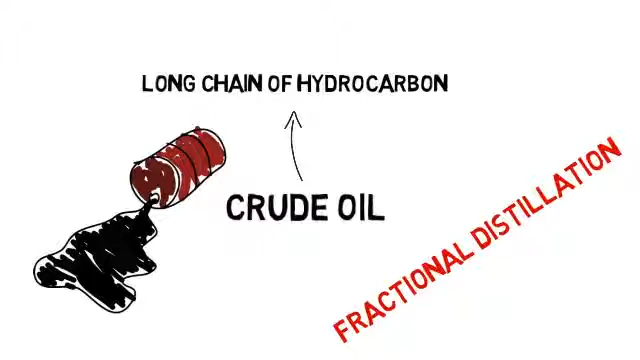 LONG CHAIN OF HYDROCARBON
CRUDE OIL
FRACTIONAL DISTILLATION